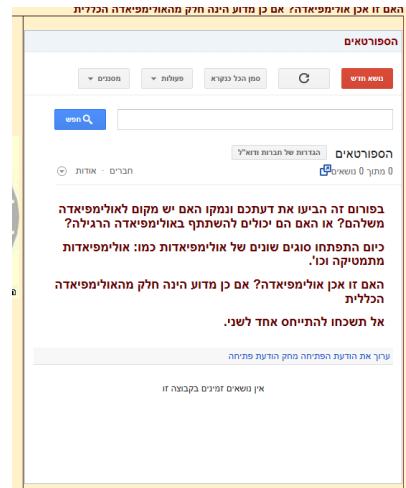 האם זו אכן אולימפיאדה? אם כן מדוע הינה חלק מהאולימפיאדה הכללית
הספורטאים
נושא חדש
סמן הכל כנקרא
פעולות
מסננים
חפש
הספורטאים הגדרות של חברות ודוא"ל
0 מתוך 0 נושאים
חברים · אודות
בפורום זה הביעו את דעתכם ונמקו האם יש מקום לאולימפיאדה
משלהם? או האם הם יכולים להשתתף באולימפיאדה הרגילה?
כיום התפתחו סוגים שונים של אולימפיאדות כמו: אולימפיאדות
מתמטיקה וכו'.
האם זו אכן אולימפיאדה? אם כן מדוע הינה חלק מהאולימפיאדה
הכללית
אל תשכחו להתייחס אחד לשני.
ערוך את הודעת הפתיחה מחק הודעת פתיחה
אין נושאים זמינים בקבוצה זו